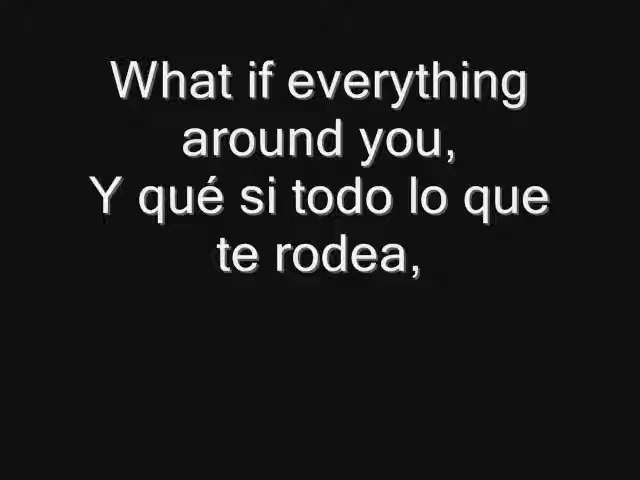 What if everything
around you,
Y qué si todo lo que
te rodea,